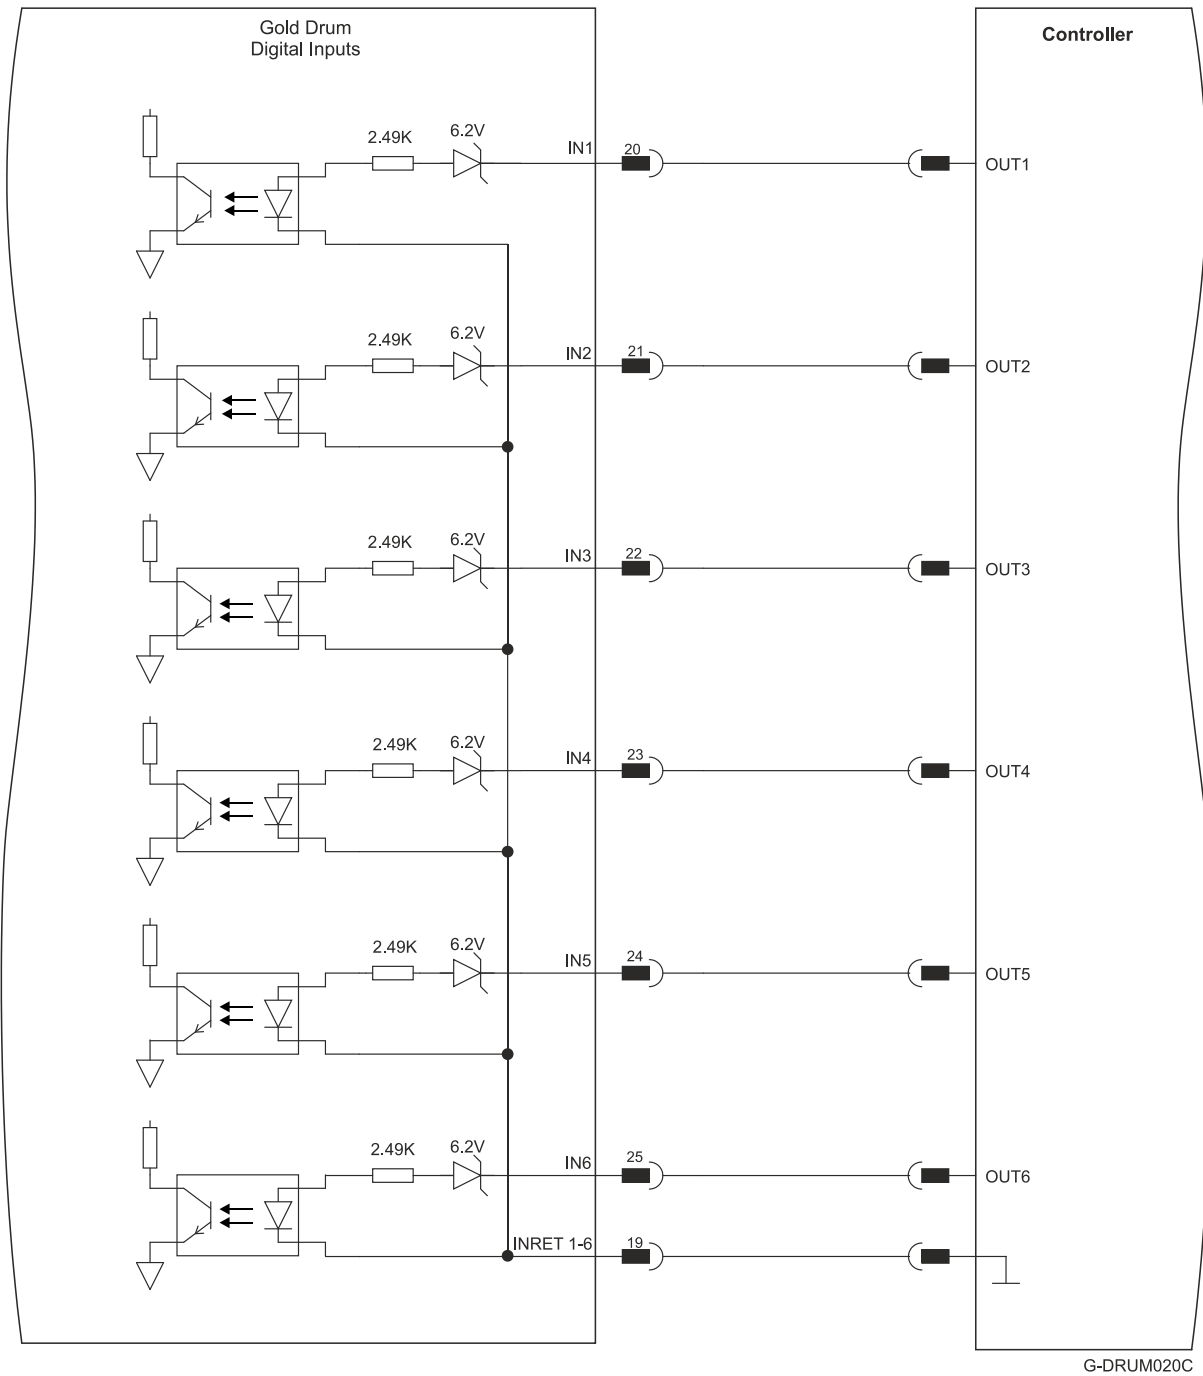 Gold Drum
Digital Inputs
Controller
2.49K
6.2V
IN1
20
OUT1
2.49K
6.2V
IN2
21
OUT2
2.49K
6.2V
IN3
22
OUT3
2.49K
6.2V
IN4
23
OUT4
2.49K
6.2V
IN5
24
OUT5
2.49K
6.2V
IN6
25
OUT6
INRET 1-6
19
G-DRUM020C